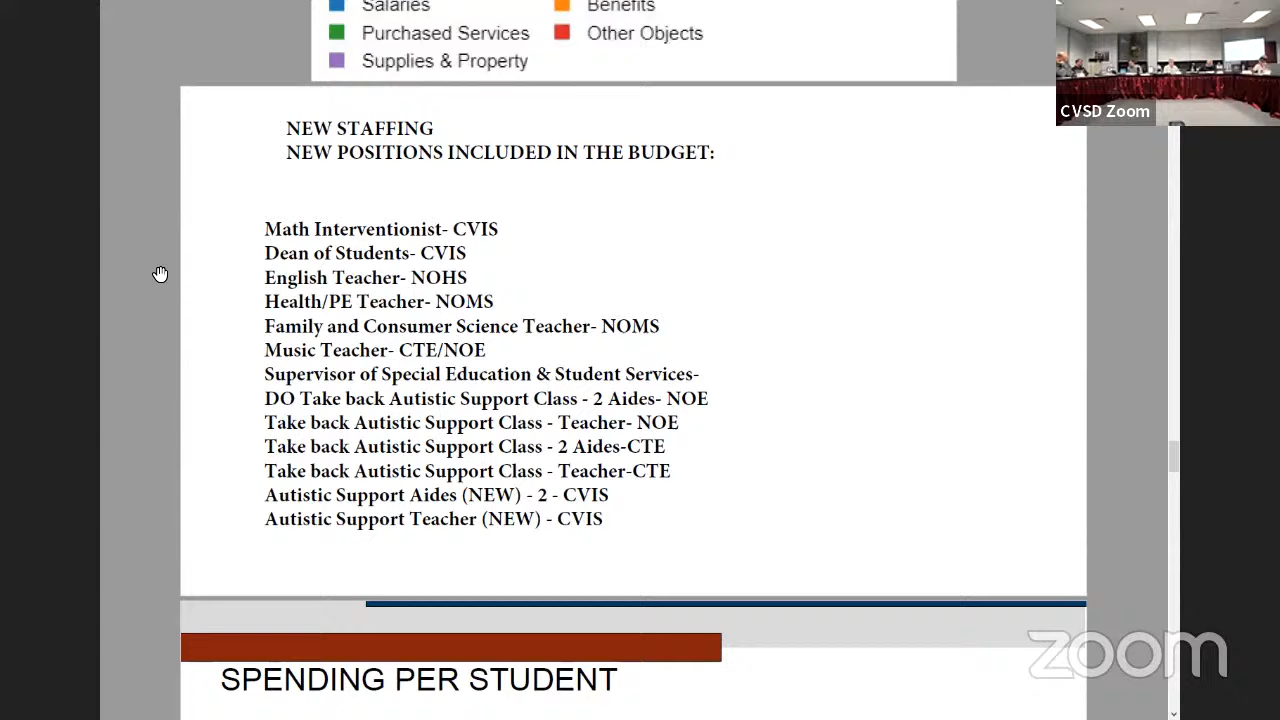 Salaries
Benefits
Purchased Services
Other Objects
Supplies & Property
CVSD Zoom
NEW STAFFING
NEW POSITIONS INCLUDED IN THE BUDGET:
Math Interventionist- CVIS
Dean of Students- CVIS
English Teacher- NOHS
Health/PE Teacher- NOMS
Family and Consumer Science Teacher- NOMS
Music Teacher- CTE/NOE
Supervisor of Special Education & Student Services-
DO Take back Autistic Support Class - 2 Aides- NOE
Take back Autistic Support Class - Teacher- NOE
Take back Autistic Support Class - 2 Aides-CTE
Take back Autistic Support Class - Teacher-CTE
Autistic Support Aides (NEW) - 2 - CVIS
Autistic Support Teacher (NEW) - CVIS
SPENDING PER STUDENT
zoom